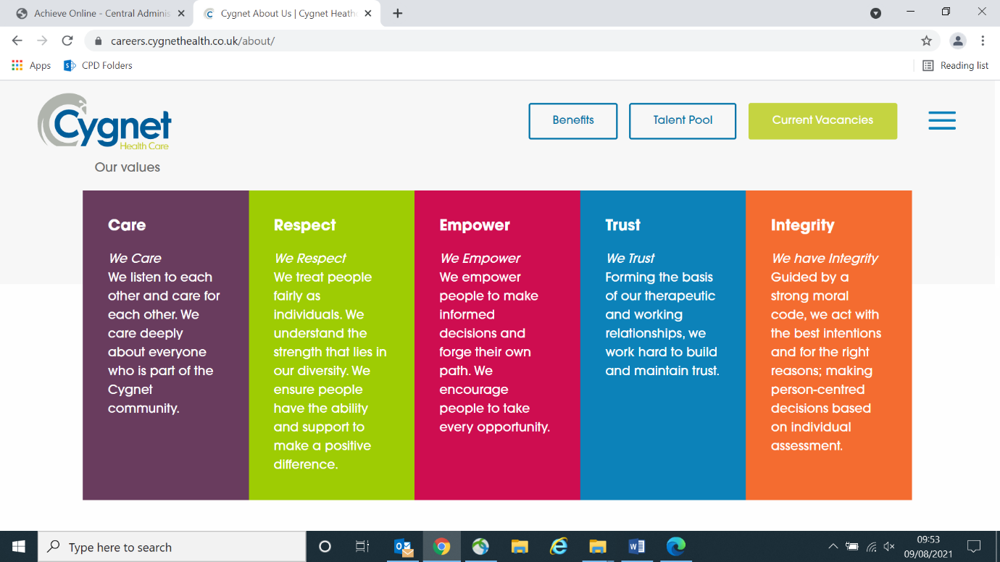 Achieve Online - Central Adminis
Cygnet About Us | Cygnet Heath
careers.cygnethealth.co.uk/about/
Apps
CPD Folders
Reading list
Cygnet
Health Care
Benefits
Talent Pool
Current Vacancies
Our values
Care
We Care
We listen to each
other and care for
each other. We
care deeply
about everyone
who is part of the
Cygnet
community.
Respect
We Respect
We treat people
fairly as
individuals. We
understand the
strength that lies in
our diversity. We
ensure people
have the ability
and support to
make a positive
difference.
Empower
We Empower
We empower
people to make
informed
decisions and
forge their own
path. We
encourage
people to take
every opportunity.
Trust
We Trust
Forming the basis
of our therapeutic
and working
relationships, we
work hard to build
and maintain trust.
Integrity
We have Integrity
Guided by a
strong moral
code, we act with
the best intentions
and for the right
reasons; making
person-centred
decisions based
on individual
assessment.
Type here to search
09:53
09/08/2021